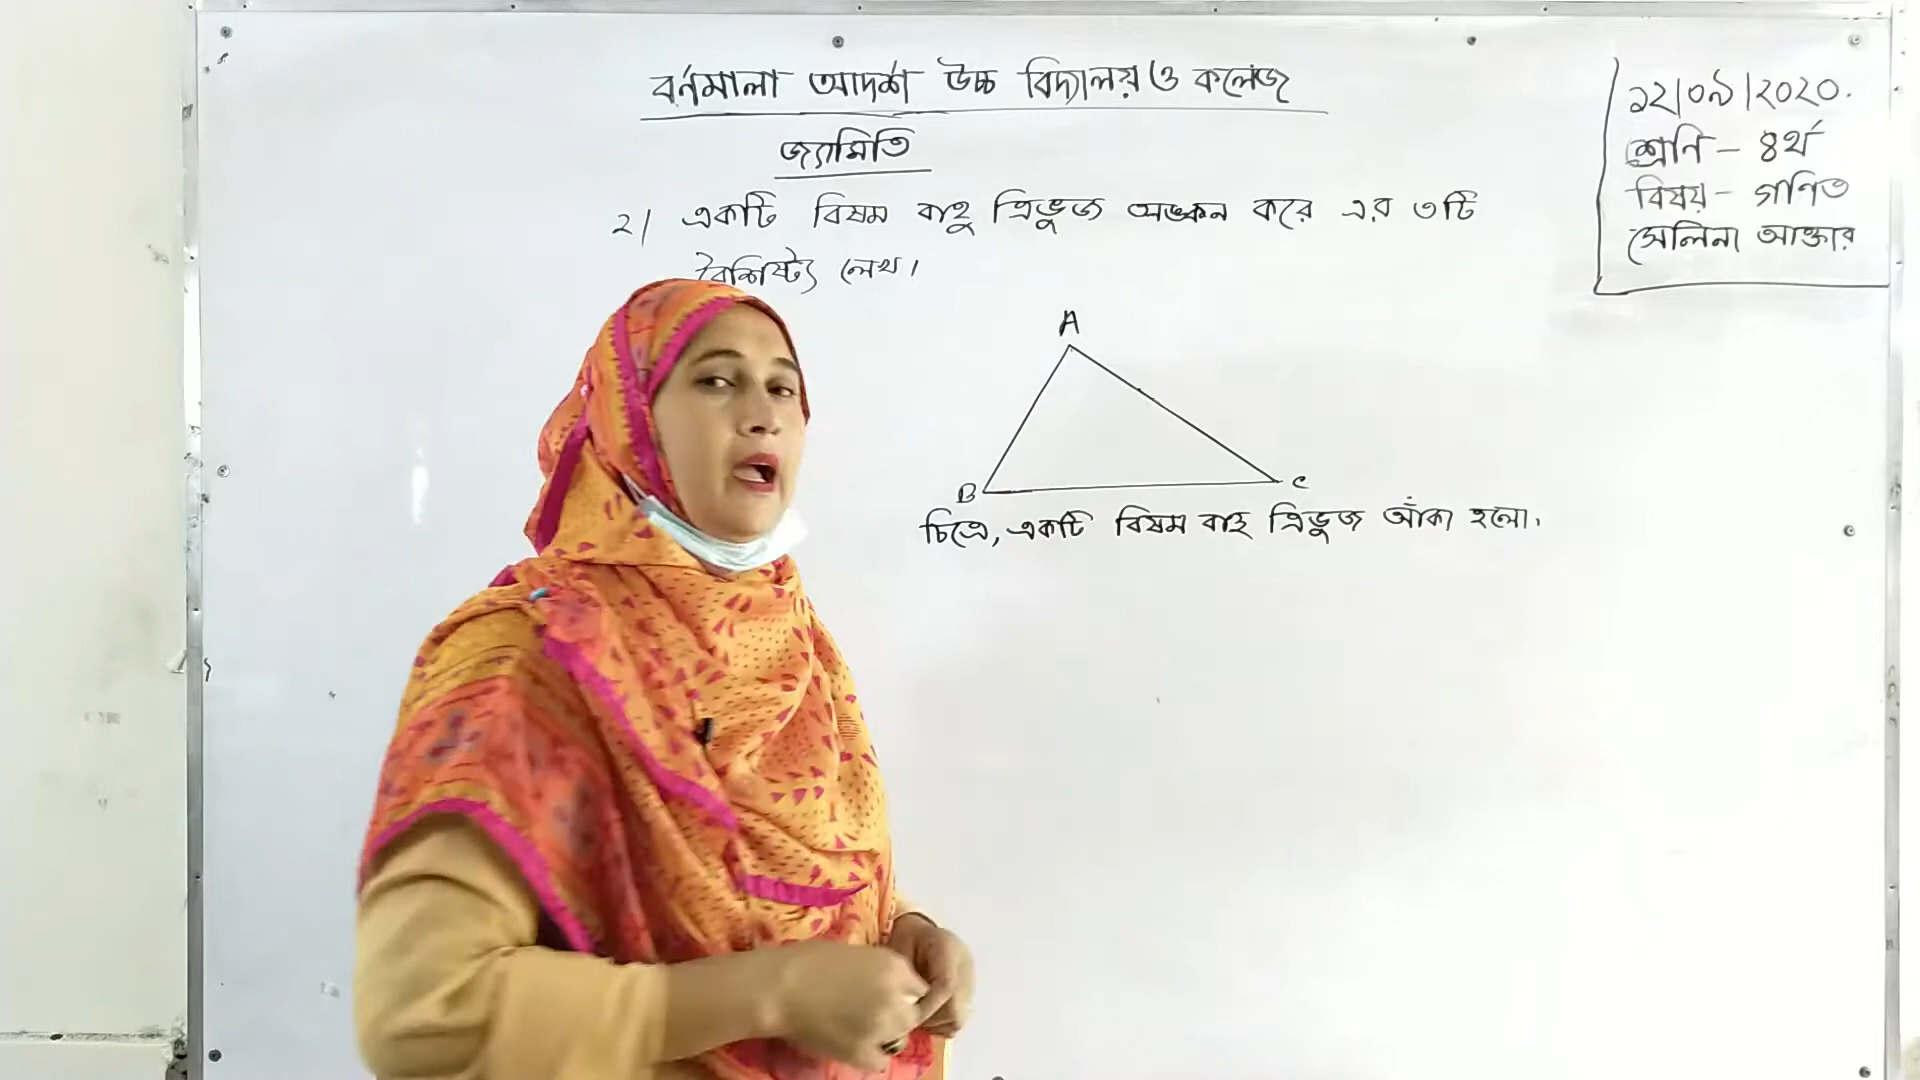 বর্ণমালা আদর্শ উচ্চ বিদ্যালয় ও কলেজ
জ্যামিতি
২। একটি বিষম বাহু ত্রিভুজ অঙ্কন করে এর ৩টি
বৈশিষ্ট্য লেখ।
A
B
C
চিত্রে, একটি বিষম বাহু ত্রিভুজ আঁকা হলো।
১২/০৯/২০২০.
শ্রেণি - ৪র্থ
বিষয় - গণিত
সেলিনা আক্তার